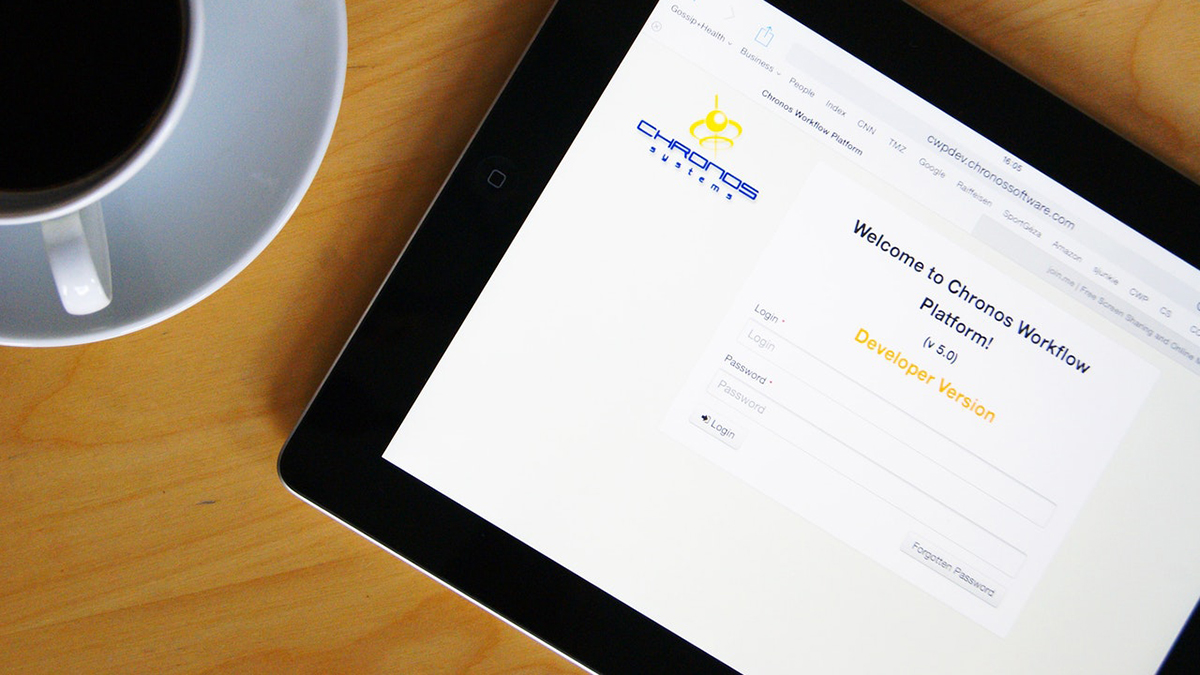 16:05
cwpdev.chronossoftware.com
Gossip+Health Business People Index CNN TMZ Google Raiffeisen SportGéza Amazon sjunkie CWP CS
Chronos Workflow Platform
join.me | Free Screen Sharing and Online
CHRONOS
systems
Welcome to Chronos Workflow
Platform!
(v 5.0)
Developer Version
Login *
Login
Password *
Password
Login
Forgotten Password